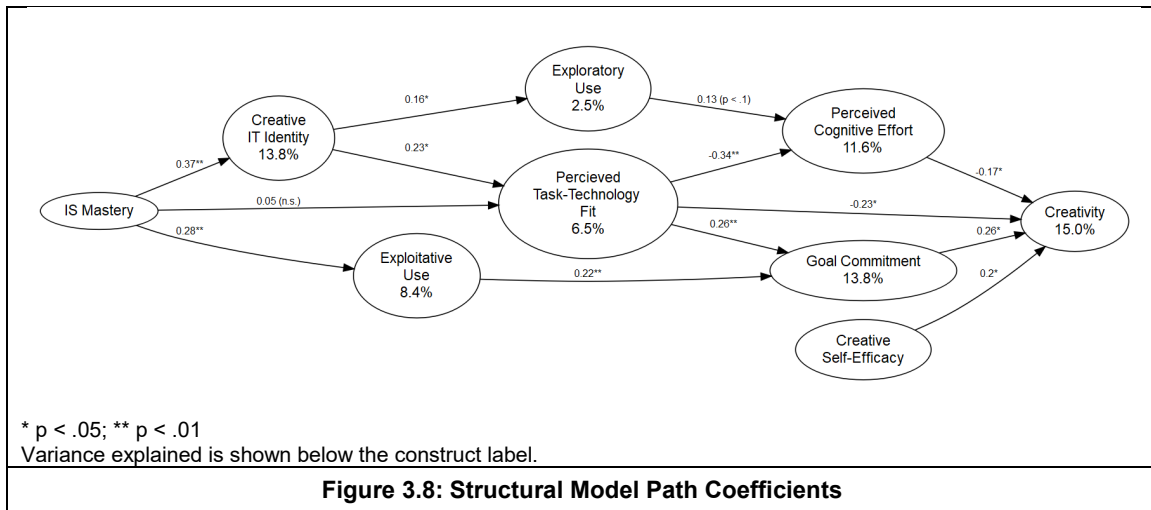 Exploratory
Use
2.5%
0.16*
0.13 (p < .1)
Creative
IT Identity
13.8%
Perceived
Cognitive Effort
11.6%
0.37**
0.23*
-0.34**
-0.17*
IS Mastery
0.05 (n.s.)
Percieved
Task-Technology
Fit
6.5%
-0.23*
Creativity
15.0%
0.28**
0.26**
0.26*
Exploitative
Use
8.4%
0.22**
Goal Commitment
13.8%
0.2*
Creative
Self-Efficacy
* p < .05; ** p < .01
Variance explained is shown below the construct label.
Figure 3.8: Structural Model Path Coefficients